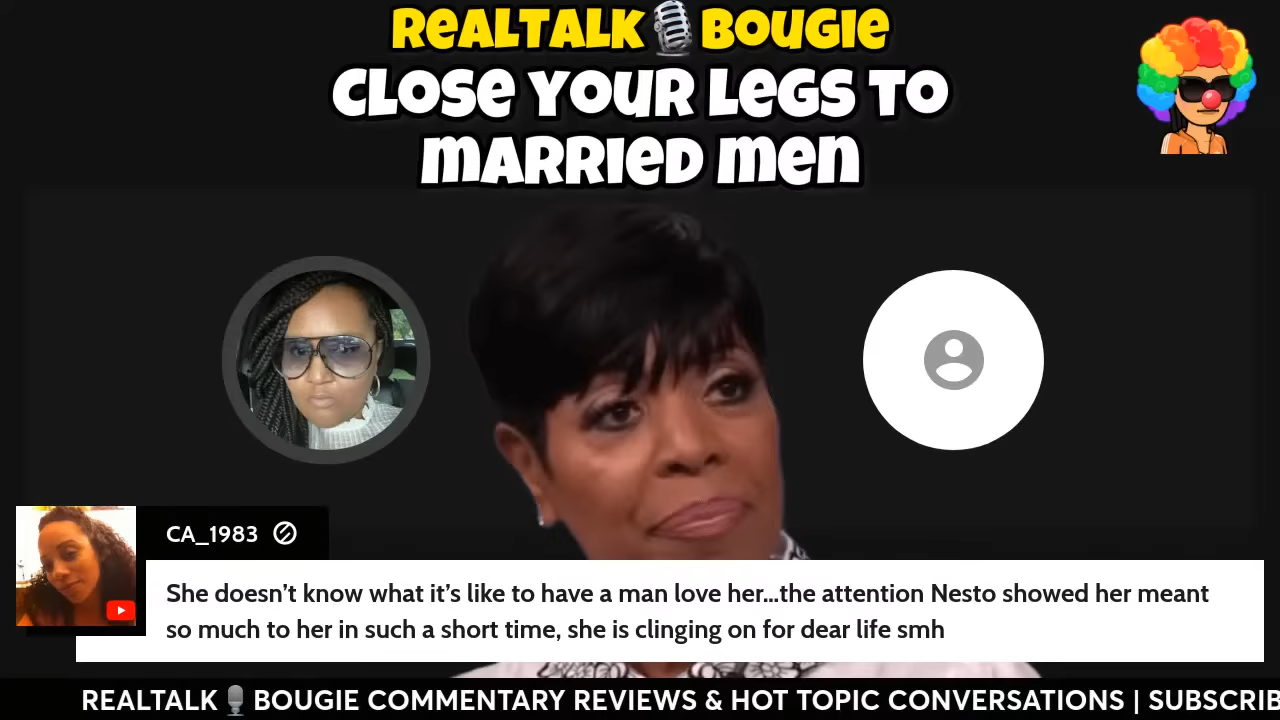 REALTALK🎙️BOUGIE
CLOSE YOUR LEGS TO
MARRIED MEN
CA_1983
She doesn’t know what it’s like to have a man love her...the attention Nesto showed her meant
so much to her in such a short time, she is clinging on for dear life smh
REALTALK🎙️BOUGIE COMMENTARY REVIEWS & HOT TOPIC CONVERSATIONS | SUBSCRIB